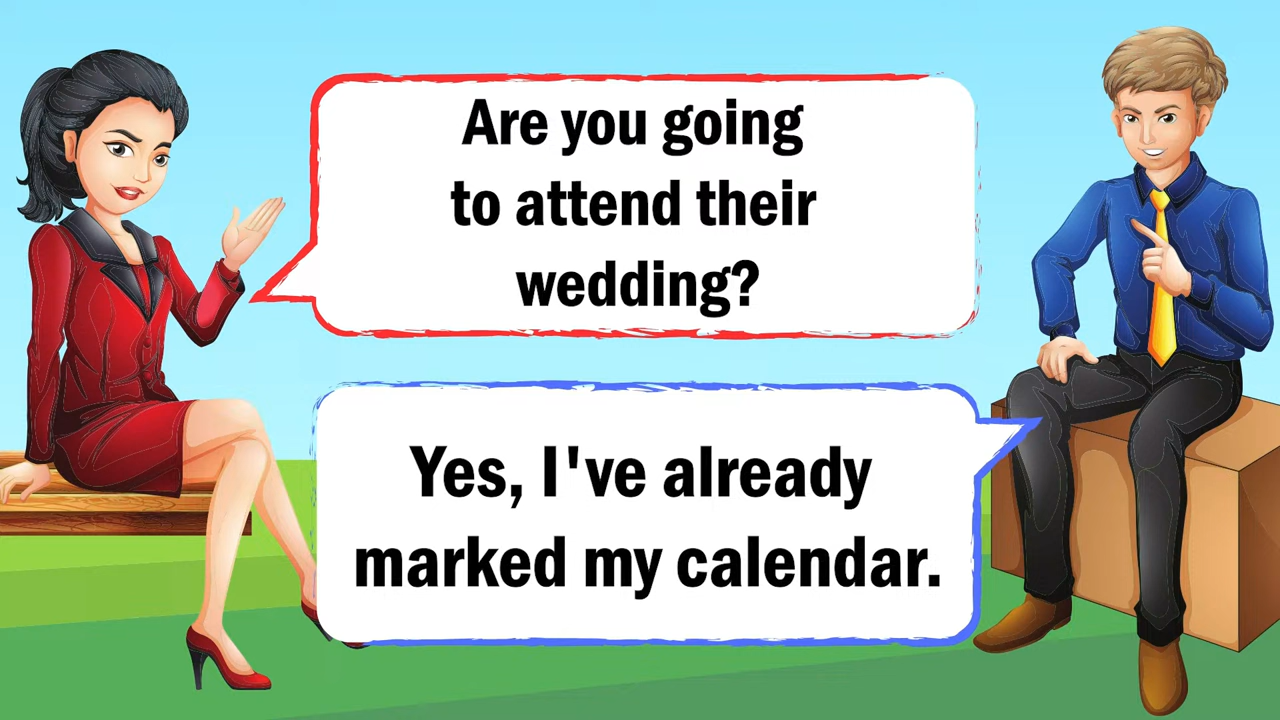 Are you going
to attend their
wedding?
Yes, I've already
marked my calendar.